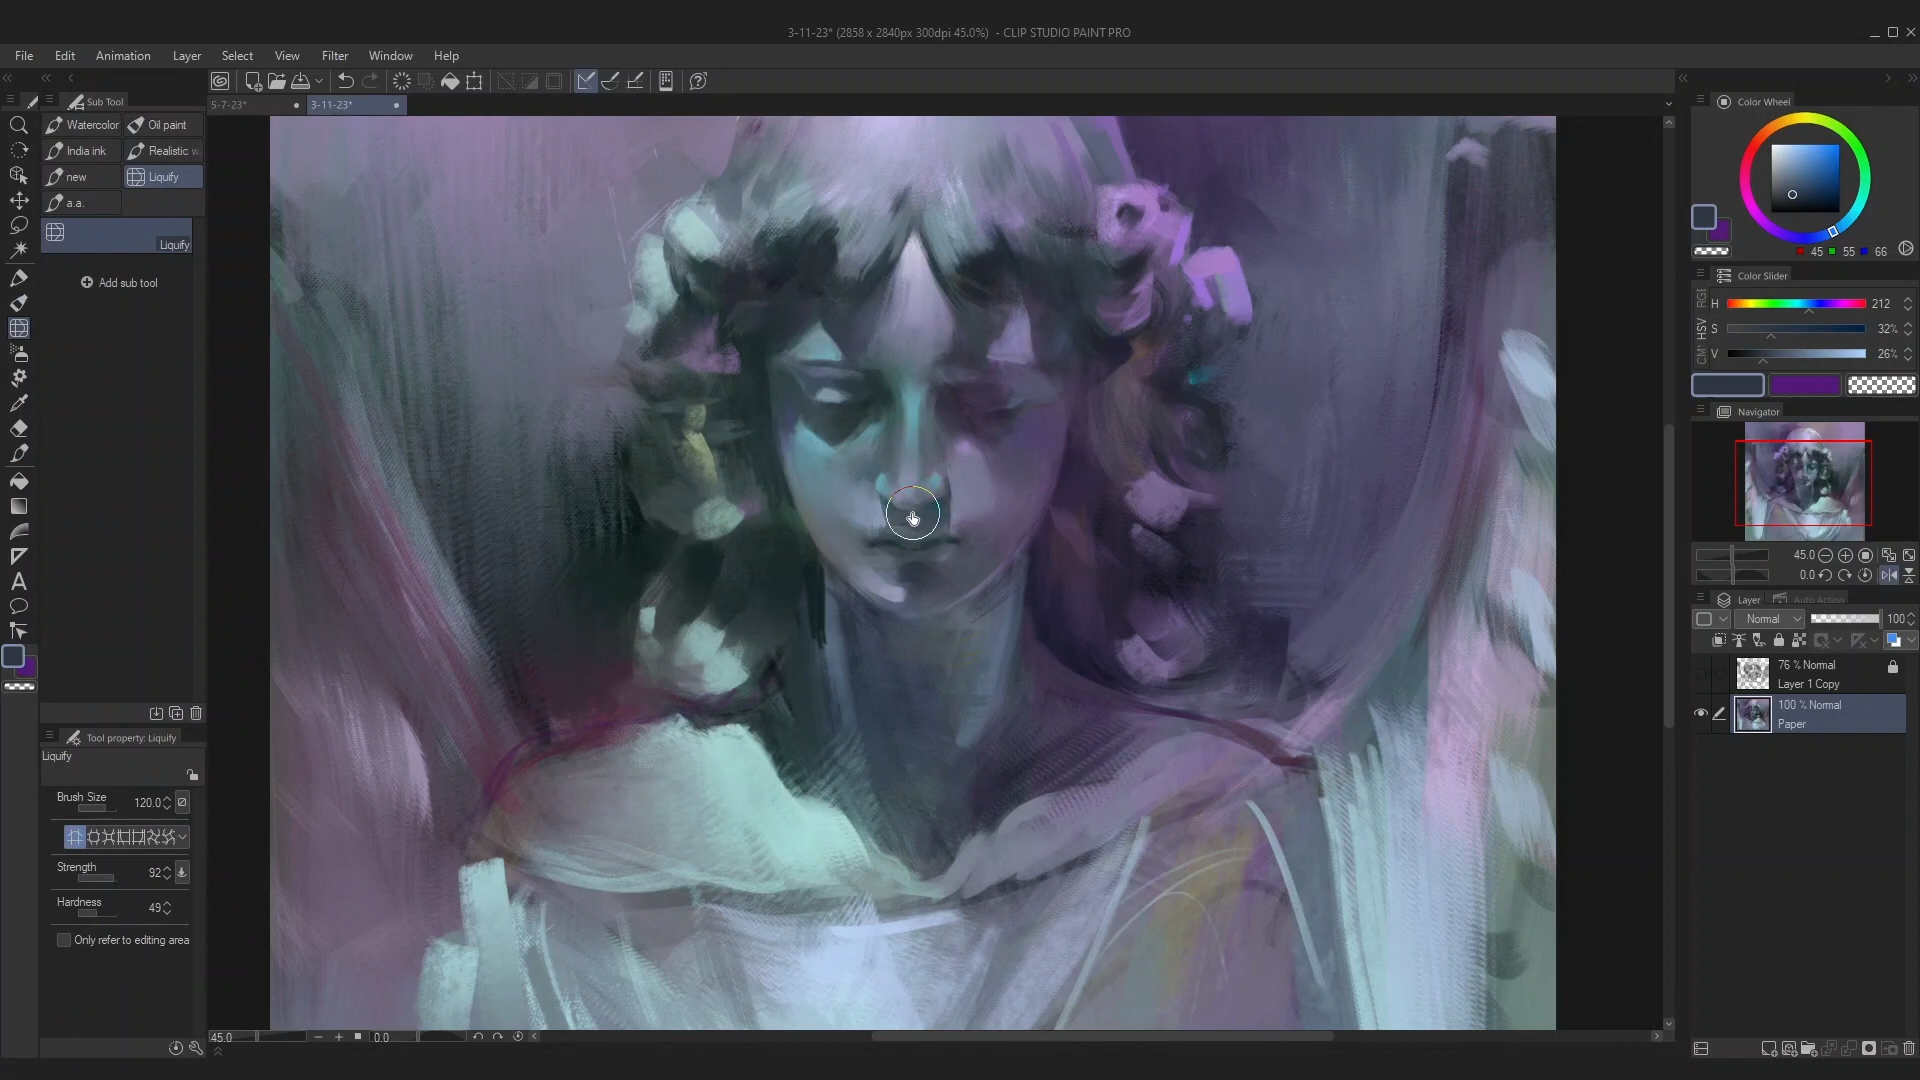 3-11-23* (2858 x 2840px 300dpi 45.0%) - CLIP STUDIO PAINT PRO
File Edit Animation Layer Select View Filter Window Help
5-7-23* 3-11-23*
Sub Tool
Watercolor Oil paint
India ink Realistic w
new Liquify
a.a.
Liquify
Add sub tool
Tool property: Liquify
Liquify
Brush Size 120.0
Strength 92
Hardness 49
Only refer to editing area
45.0 0.0
Color Wheel
45 55 66
Color Slider
RGB HSV
H 212
S 32%
V 26%
Navigator
45.0
0.0
Layer Auto Action
Normal 100
76 % Normal
Layer 1 Copy
100 % Normal
Paper